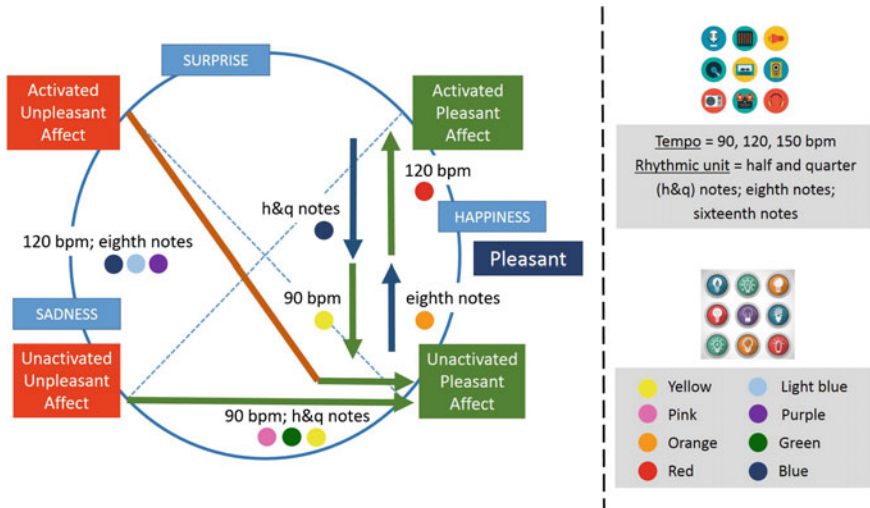 SURPRISE
Activated
Unpleasant
Affect
Activated
Pleasant
Affect
120 bpm
h&q notes
HAPPINESS
120 bpm; eighth notes
Pleasant
90 bpm
eighth notes
SADNESS
Unactivated
Unpleasant
Affect
Unactivated
Pleasant
Affect
90 bpm; h&q notes
Tempo = 90, 120, 150 bpm
Rhythmic unit = half and quarter
(h&q) notes; eighth notes;
sixteenth notes
Yellow
Light blue
Pink
Purple
Orange
Green
Red
Blue